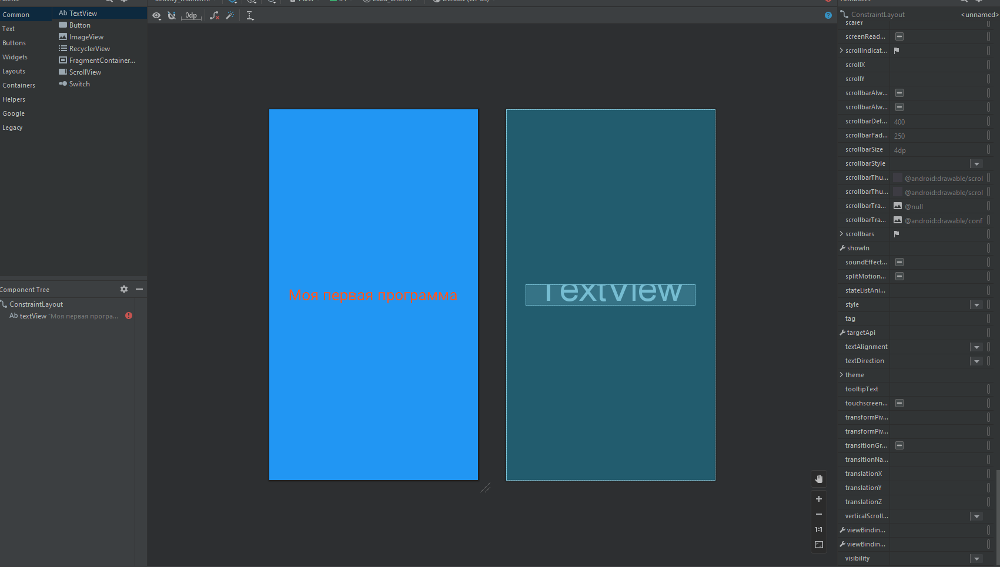 Common
Text
Buttons
Widgets
Layouts
Containers
Helpers
Google
Legacy
Ab TextView
Button
ImageView
RecyclerView
FragmentContainer...
ScrollView
Switch
Component Tree
ConstraintLayout
Ab textView "Моя первая програ...
0dp
Моя первая программа
TextView
1:1
ConstraintLayout <unnamed>
scaleY
screenRead...
scrollIndicat...
scrollX
scrollY
scrollbarAlw...
scrollbarAlw...
scrollbarDef... 400
scrollbarFad... 250
scrollbarSize 4dp
scrollbarStyle
scrollbarThu... @android:drawable/scrol
scrollbarThu... @android:drawable/scrol
scrollbarTra... @null
scrollbarTra... @android:drawable/conf
scrollbars
showIn
soundEffect...
splitMotion...
stateListAni...
style
tag
targetApi
textAlignment
textDirection
theme
tooltipText
touchscreen...
transformPiv...
transformPiv...
transitionGr...
transitionNa...
translationX
translationY
translationZ
verticalScroll...
viewBindin...
viewBindin...
visibility